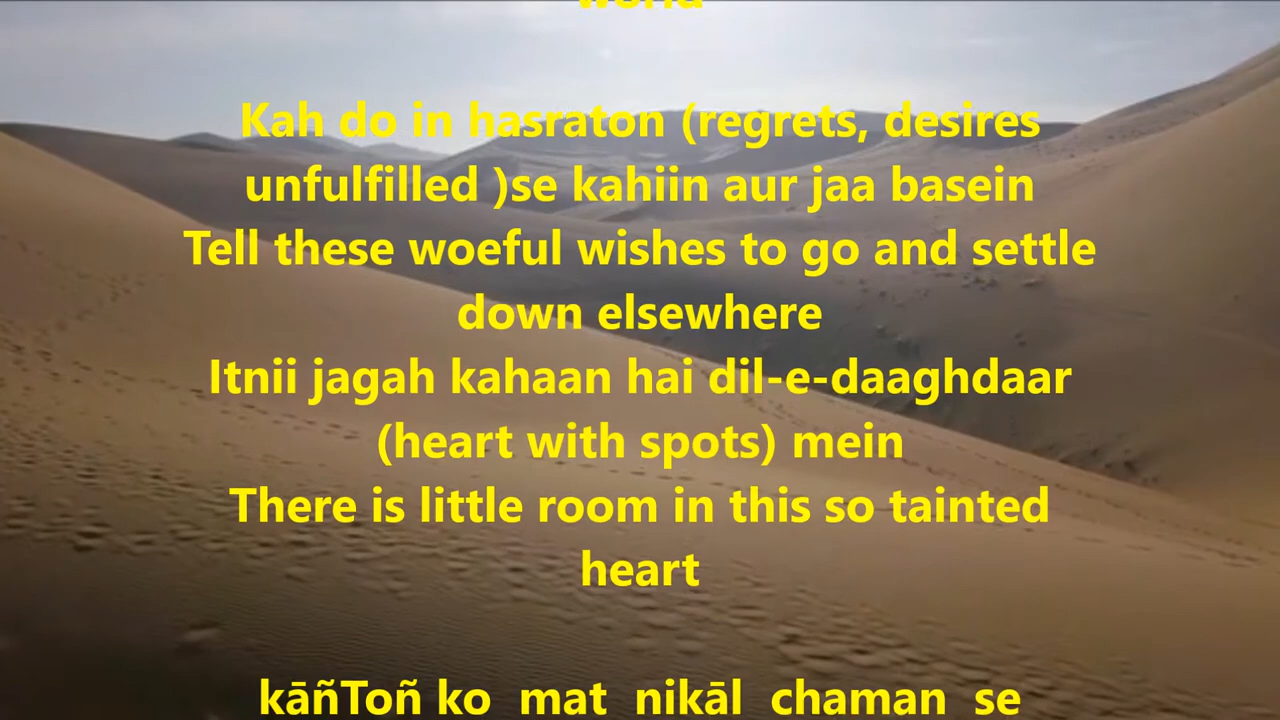 world
Kah do in hasraton (regrets, desires
unfulfilled )se kahiin aur jaa basein
Tell these woeful wishes to go and settle
down elsewhere
Itnii jagah kahaan hai dil-e-daaghdaar
(heart with spots) mein
There is little room in this so tainted
heart
kāñToñ ko mat nikāl chaman se